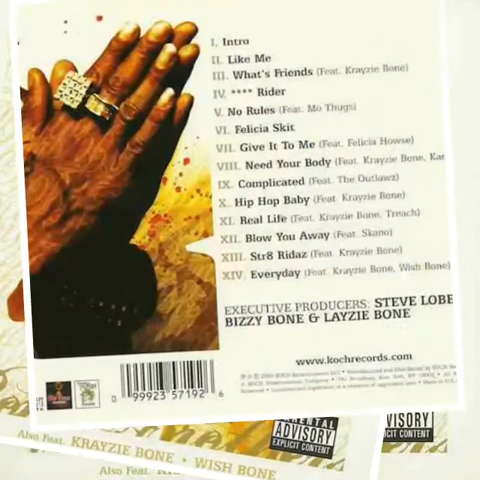 I. Intro
II. Like Me
III. What's Friends (Feat. Krayzie Bone)
IV. **** Rider
V. No Rules (Feat. Mo Thugs)
VI. Felicia Skit
VII. Give It To Me (Feat. Felicia Howse)
VIII. Need Your Body (Feat. Krayzie Bone, Kar
IX. Complicated (Feat. The Outlawz)
X. Hip Hop Baby (Feat. Krayzie Bone)
XI. Real Life (Feat. Krayzie Bone, Treach)
XII. Blow You Away (Feat. Skano)
XIII. Str8 Ridaz (Feat. Krayzie Bone)
XIV. Everyday (Feat. Krayzie Bone, Wish Bone)
EXECUTIVE PRODUCERS: STEVE LOBE
BIZZY BONE & LAYZIE BONE
www.kochrecords.com
0 99923 57192 6
ADVISORY
EXPLICIT CONTENT
VISORY
CIT CONTENT
Also Feat. KRAYZIE BONE • WISH BONE
Also Feat.